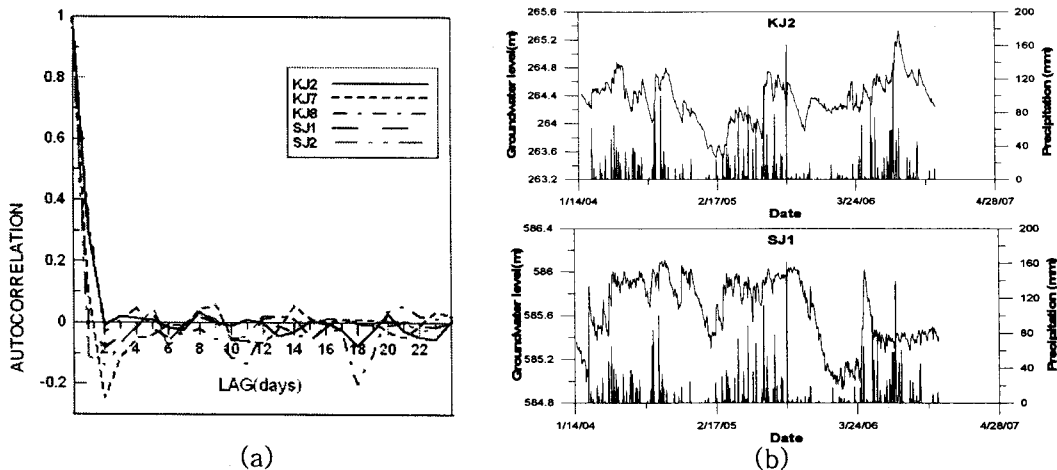 (a)
1
0.8
0.6
0.4
0.2
0
-0.2
AUTOCORRELATION
KJ2
KJ7
KJ8
SJ1
SJ2
4 6 8 10 12 14 16 18 20 22
LAG(days)
(a)
(b)
KJ2
265.6
265.2
264.8
264.4
264
263.6
263.2
Groundwater level(m)
200
160
120
80
40
0
Precipitation (mm)
1/14/04 2/17/05 3/24/06 4/28/07
Date
SJ1
586.4
586
585.6
585.2
584.8
Groundwater level(m)
200
160
120
80
40
0
Precipitation (mm)
1/14/04 2/17/05 3/24/06 4/28/07
Date
(b)